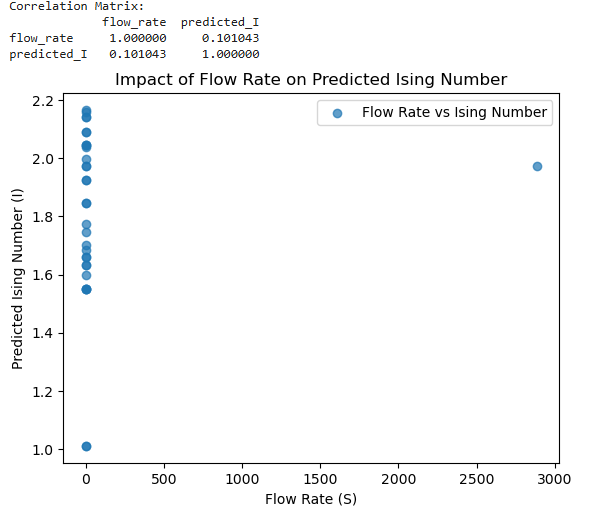 Correlation Matrix:
flow_rate predicted_I
flow_rate 1.000000 0.101043
predicted_I 0.101043 1.000000
Impact of Flow Rate on Predicted Ising Number
Flow Rate vs Ising Number
Predicted Ising Number (I)
2.2
2.0
1.8
1.6
1.4
1.2
1.0
0 500 1000 1500 2000 2500 3000
Flow Rate (S)